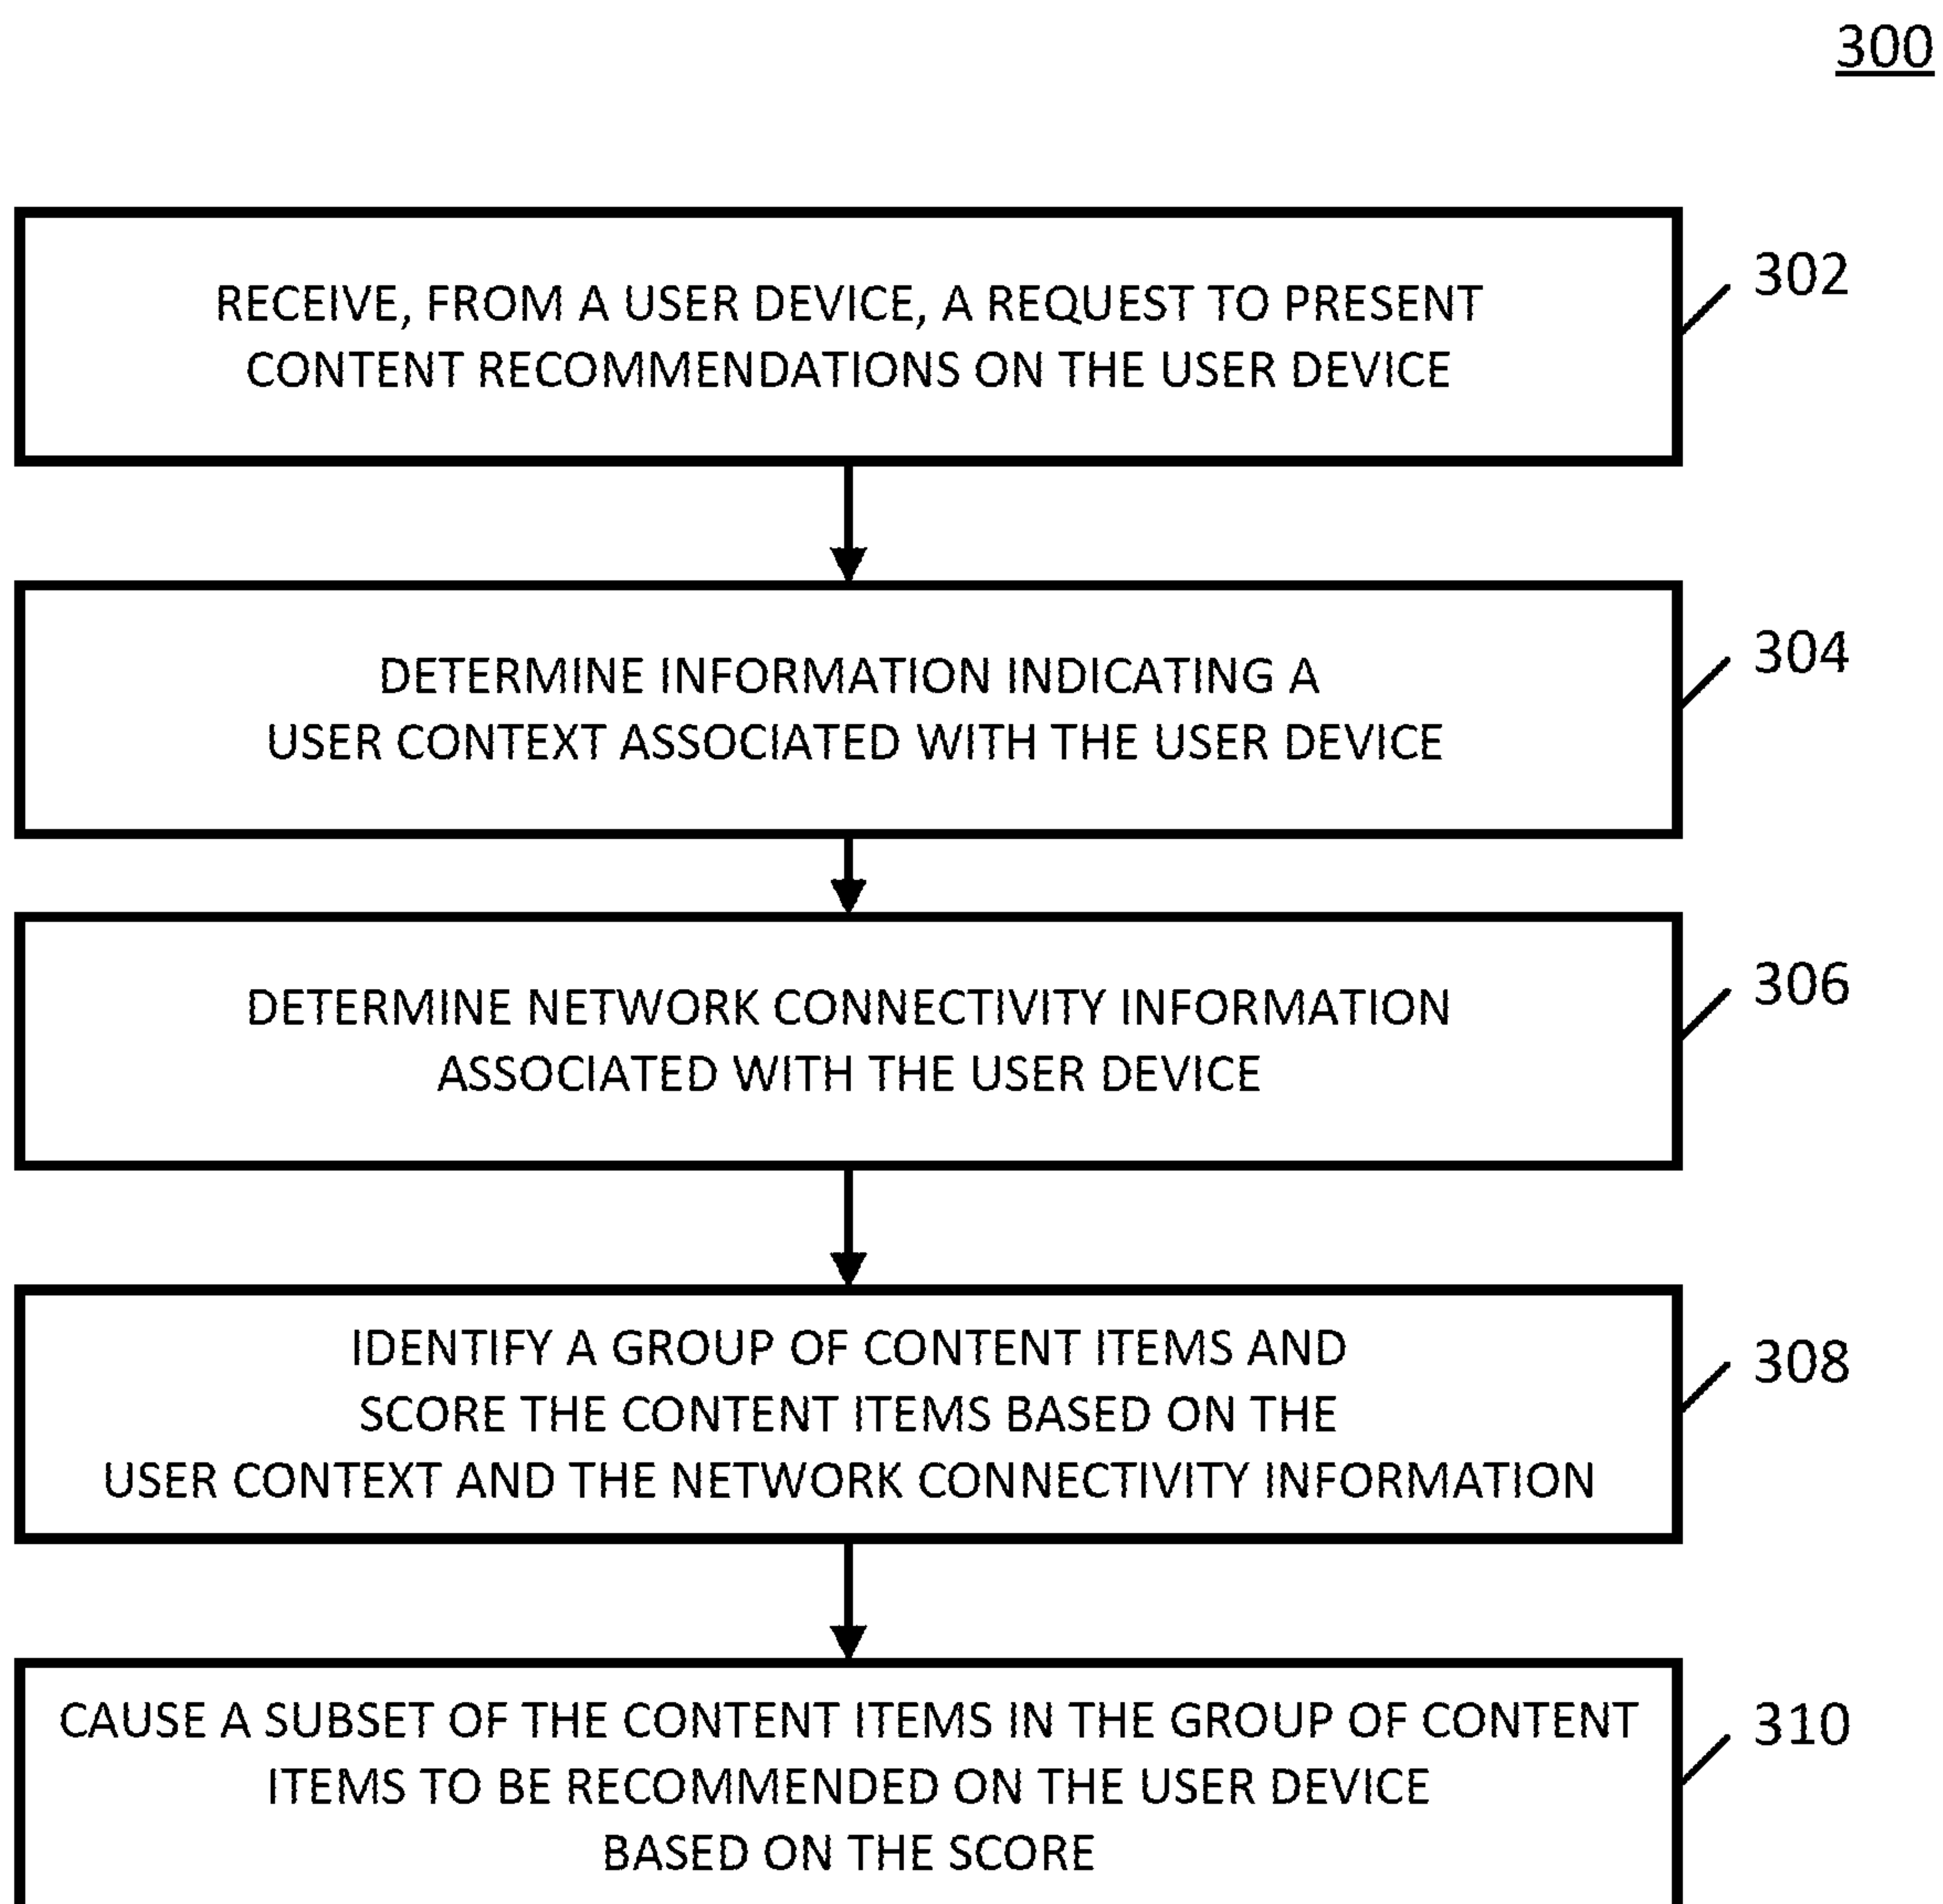 300
RECEIVE, FROM A USER DEVICE, A REQUEST TO PRESENT
CONTENT RECOMMENDATIONS ON THE USER DEVICE
302
DETERMINE INFORMATION INDICATING A
USER CONTEXT ASSOCIATED WITH THE USER DEVICE
304
DETERMINE NETWORK CONNECTIVITY INFORMATION
ASSOCIATED WITH THE USER DEVICE
306
IDENTIFY A GROUP OF CONTENT ITEMS AND
SCORE THE CONTENT ITEMS BASED ON THE
USER CONTEXT AND THE NETWORK CONNECTIVITY INFORMATION
308
CAUSE A SUBSET OF THE CONTENT ITEMS IN THE GROUP OF CONTENT
ITEMS TO BE RECOMMENDED ON THE USER DEVICE
BASED ON THE SCORE
310